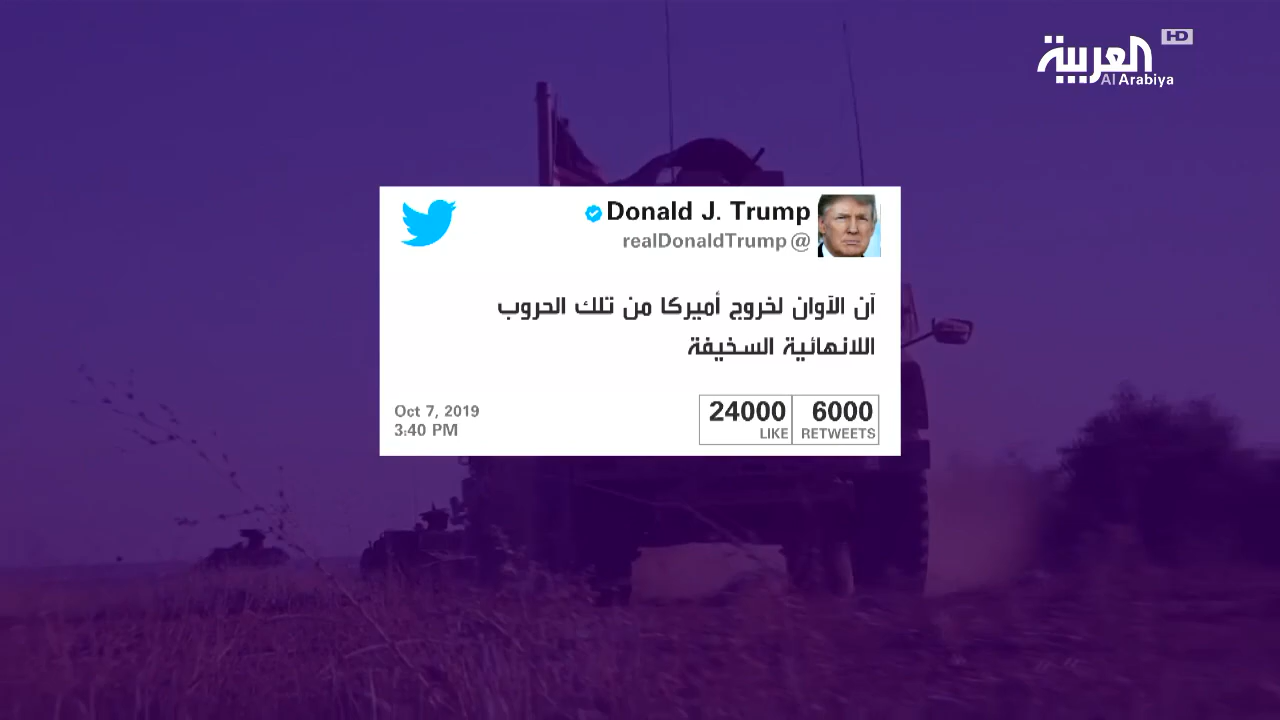 HD
العربية
Al Arabiya
Donald J. Trump
realDonaldTrump @
آن الآوان لخروج أميركا من تلك الحروب
اللانهائية السخيفة
Oct 7, 2019
3:40 PM
24000
LIKE
6000
RETWEETS